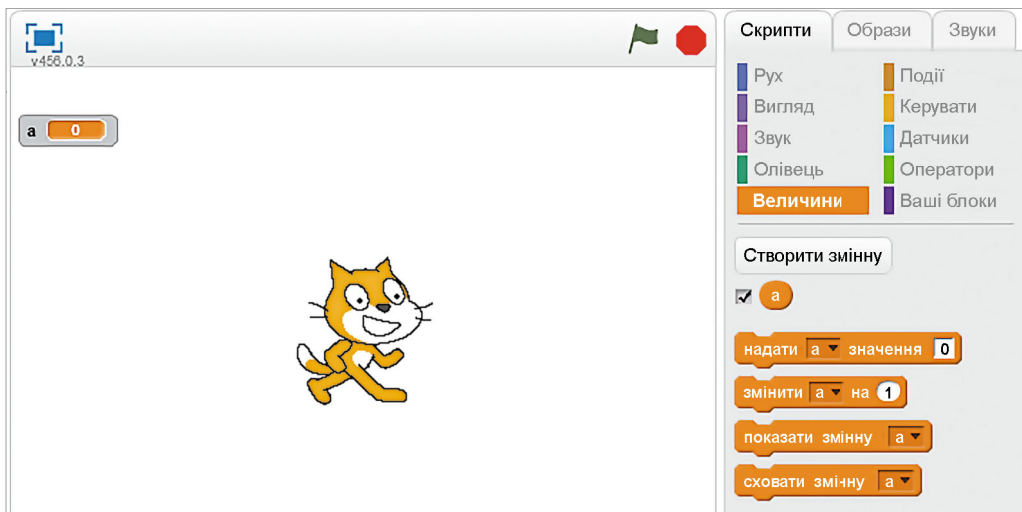 v456.0.3
a 0
Скрипти Образи Звуки
Рух Події
Вигляд Керувати
Звук Датчики
Олівець Оператори
Величини Ваші блоки
Створити змінну
a
надати a значення 0
змінити a на 1
показати змінну a
сховати змінну a